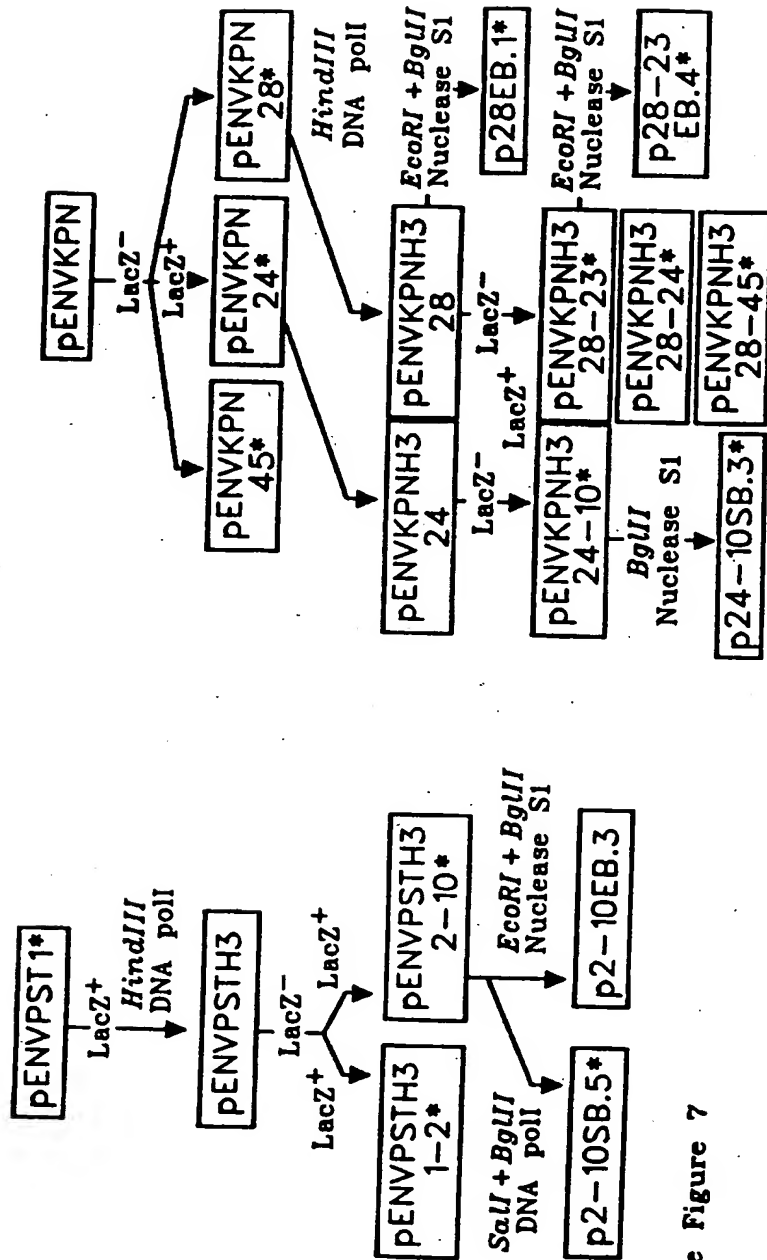 pENVPST1*
LacZ+
HindIII
DNA polI
pENVPSTH3
LacZ−
LacZ+
LacZ+
pENVPSTH3
1−2*
pENVPSTH3
2−10*
SalI + BglII
DNA polI
EcoRI + BglII
Nuclease S1
p2−10SB.5*
p2−10EB.3
e Figure 7
pENVKPN
LacZ−
LacZ+
pENVKPN
45*
pENVKPN
24*
pENVKPN
28*
HindIII
DNA polI
pENVKPNH3
24
pENVKPNH3
28
EcoRI + BglII
Nuclease S1
p28EB.1*
LacZ−
LacZ−
LacZ+
pENVKPNH3
24−10*
pENVKPNH3
28−23*
EcoRI + BglII
Nuclease S1
p28−23
EB.4*
pENVKPNH3
28−24*
pENVKPNH3
28−45*
BglII
Nuclease S1
p24−10SB.3*